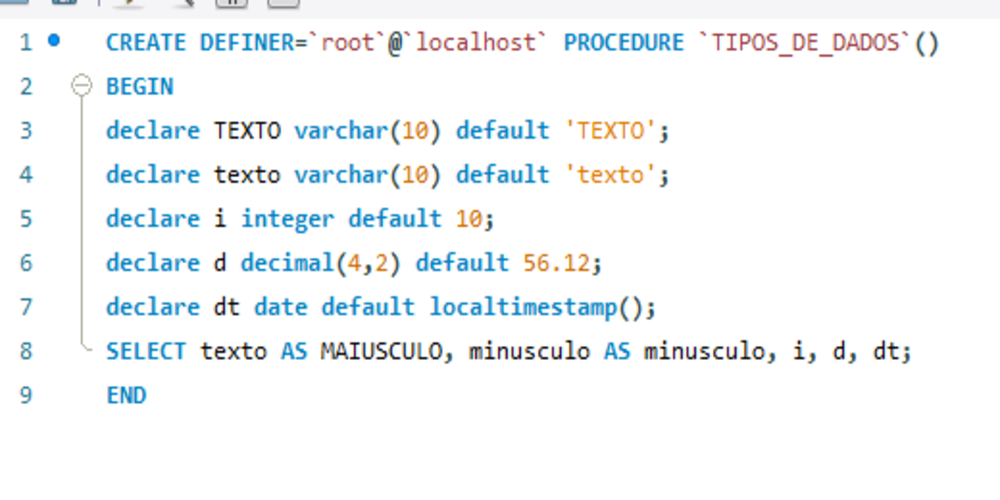 1 CREATE DEFINER=`root`@`localhost` PROCEDURE `TIPOS_DE_DADOS`()
2 BEGIN
3 declare TEXTO varchar(10) default 'TEXTO';
4 declare texto varchar(10) default 'texto';
5 declare i integer default 10;
6 declare d decimal(4,2) default 56.12;
7 declare dt date default localtimestamp();
8 SELECT texto AS MAIUSCULO, minusculo AS minusculo, i, d, dt;
9 END